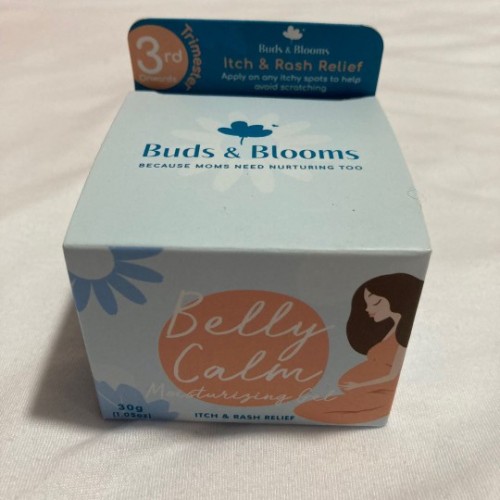 3rd
Trimester
Onwards
Buds & Blooms
Itch & Rash Relief
Apply on any itchy spots to help
avoid scratching
Buds & Blooms
BECAUSE MOMS NEED NURTURING TOO
Belly
Calm
Moisturising Gel
30g
(1.05oz)
ITCH & RASH RELIEF